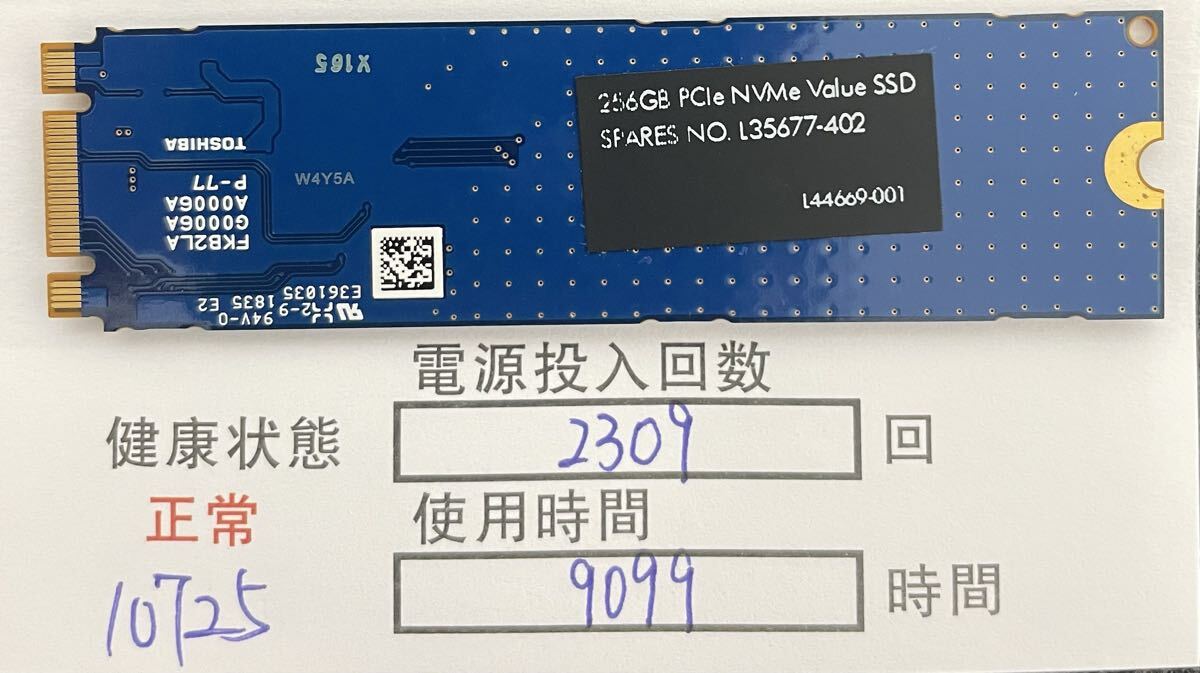 X165
256GB PCIe NVMe Value SSD
SPARES NO. L35677-402
L44669-001
TOSHIBA
W4Y5A
FKB2LA
G0006A
A0006A
P-77
E361035
94V-0
1835 E2
電源投入回数
健康状態
2309 回
正常
使用時間
10725
9099 時間